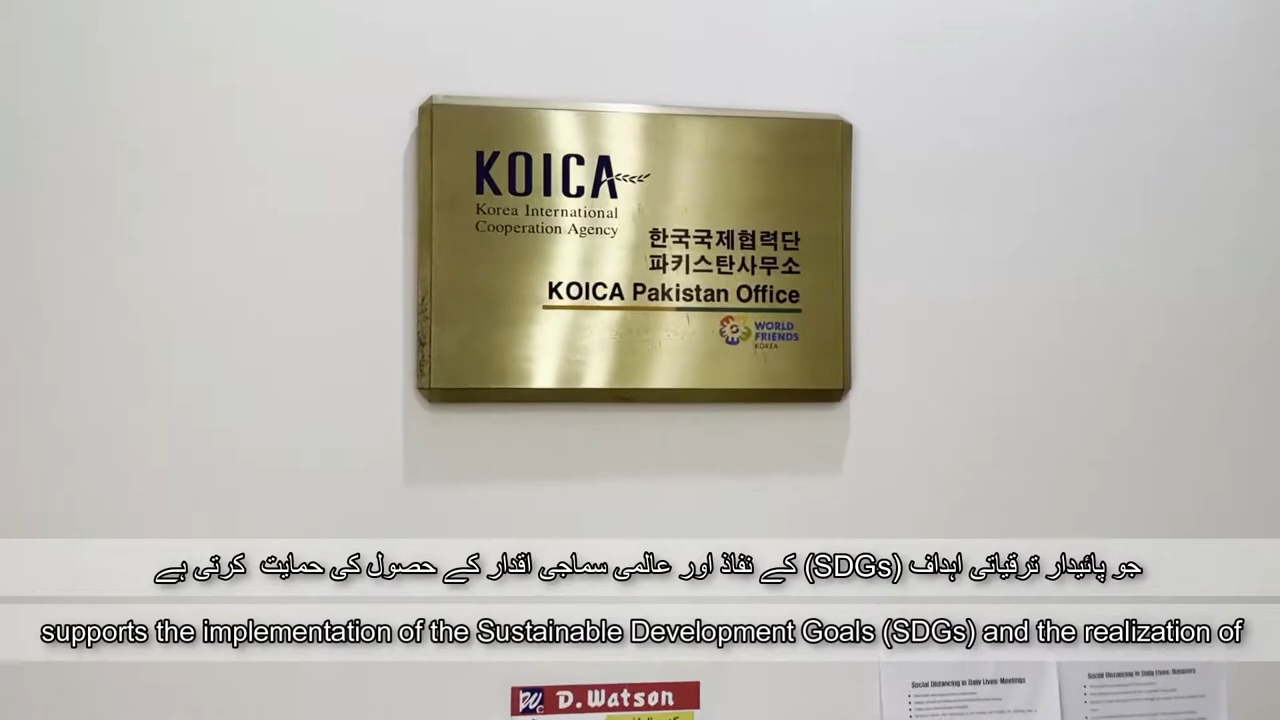 KOICA
Korea International
Cooperation Agency
한국국제협력단
파키스탄사무소
KOICA Pakistan Office
WORLD
FRIENDS
KOREA
جو پائیدار ترقیاتی اہداف (SDGs) کے نفاذ اور عالمی سماجی اقدار کے حصول کی حمایت کرتی ہے
supports the implementation of the Sustainable Development Goals (SDGs) and the realization of
D.Watson
Social Distancing in Daily Lives: Meetings
Social Distancing in Daily Lives: